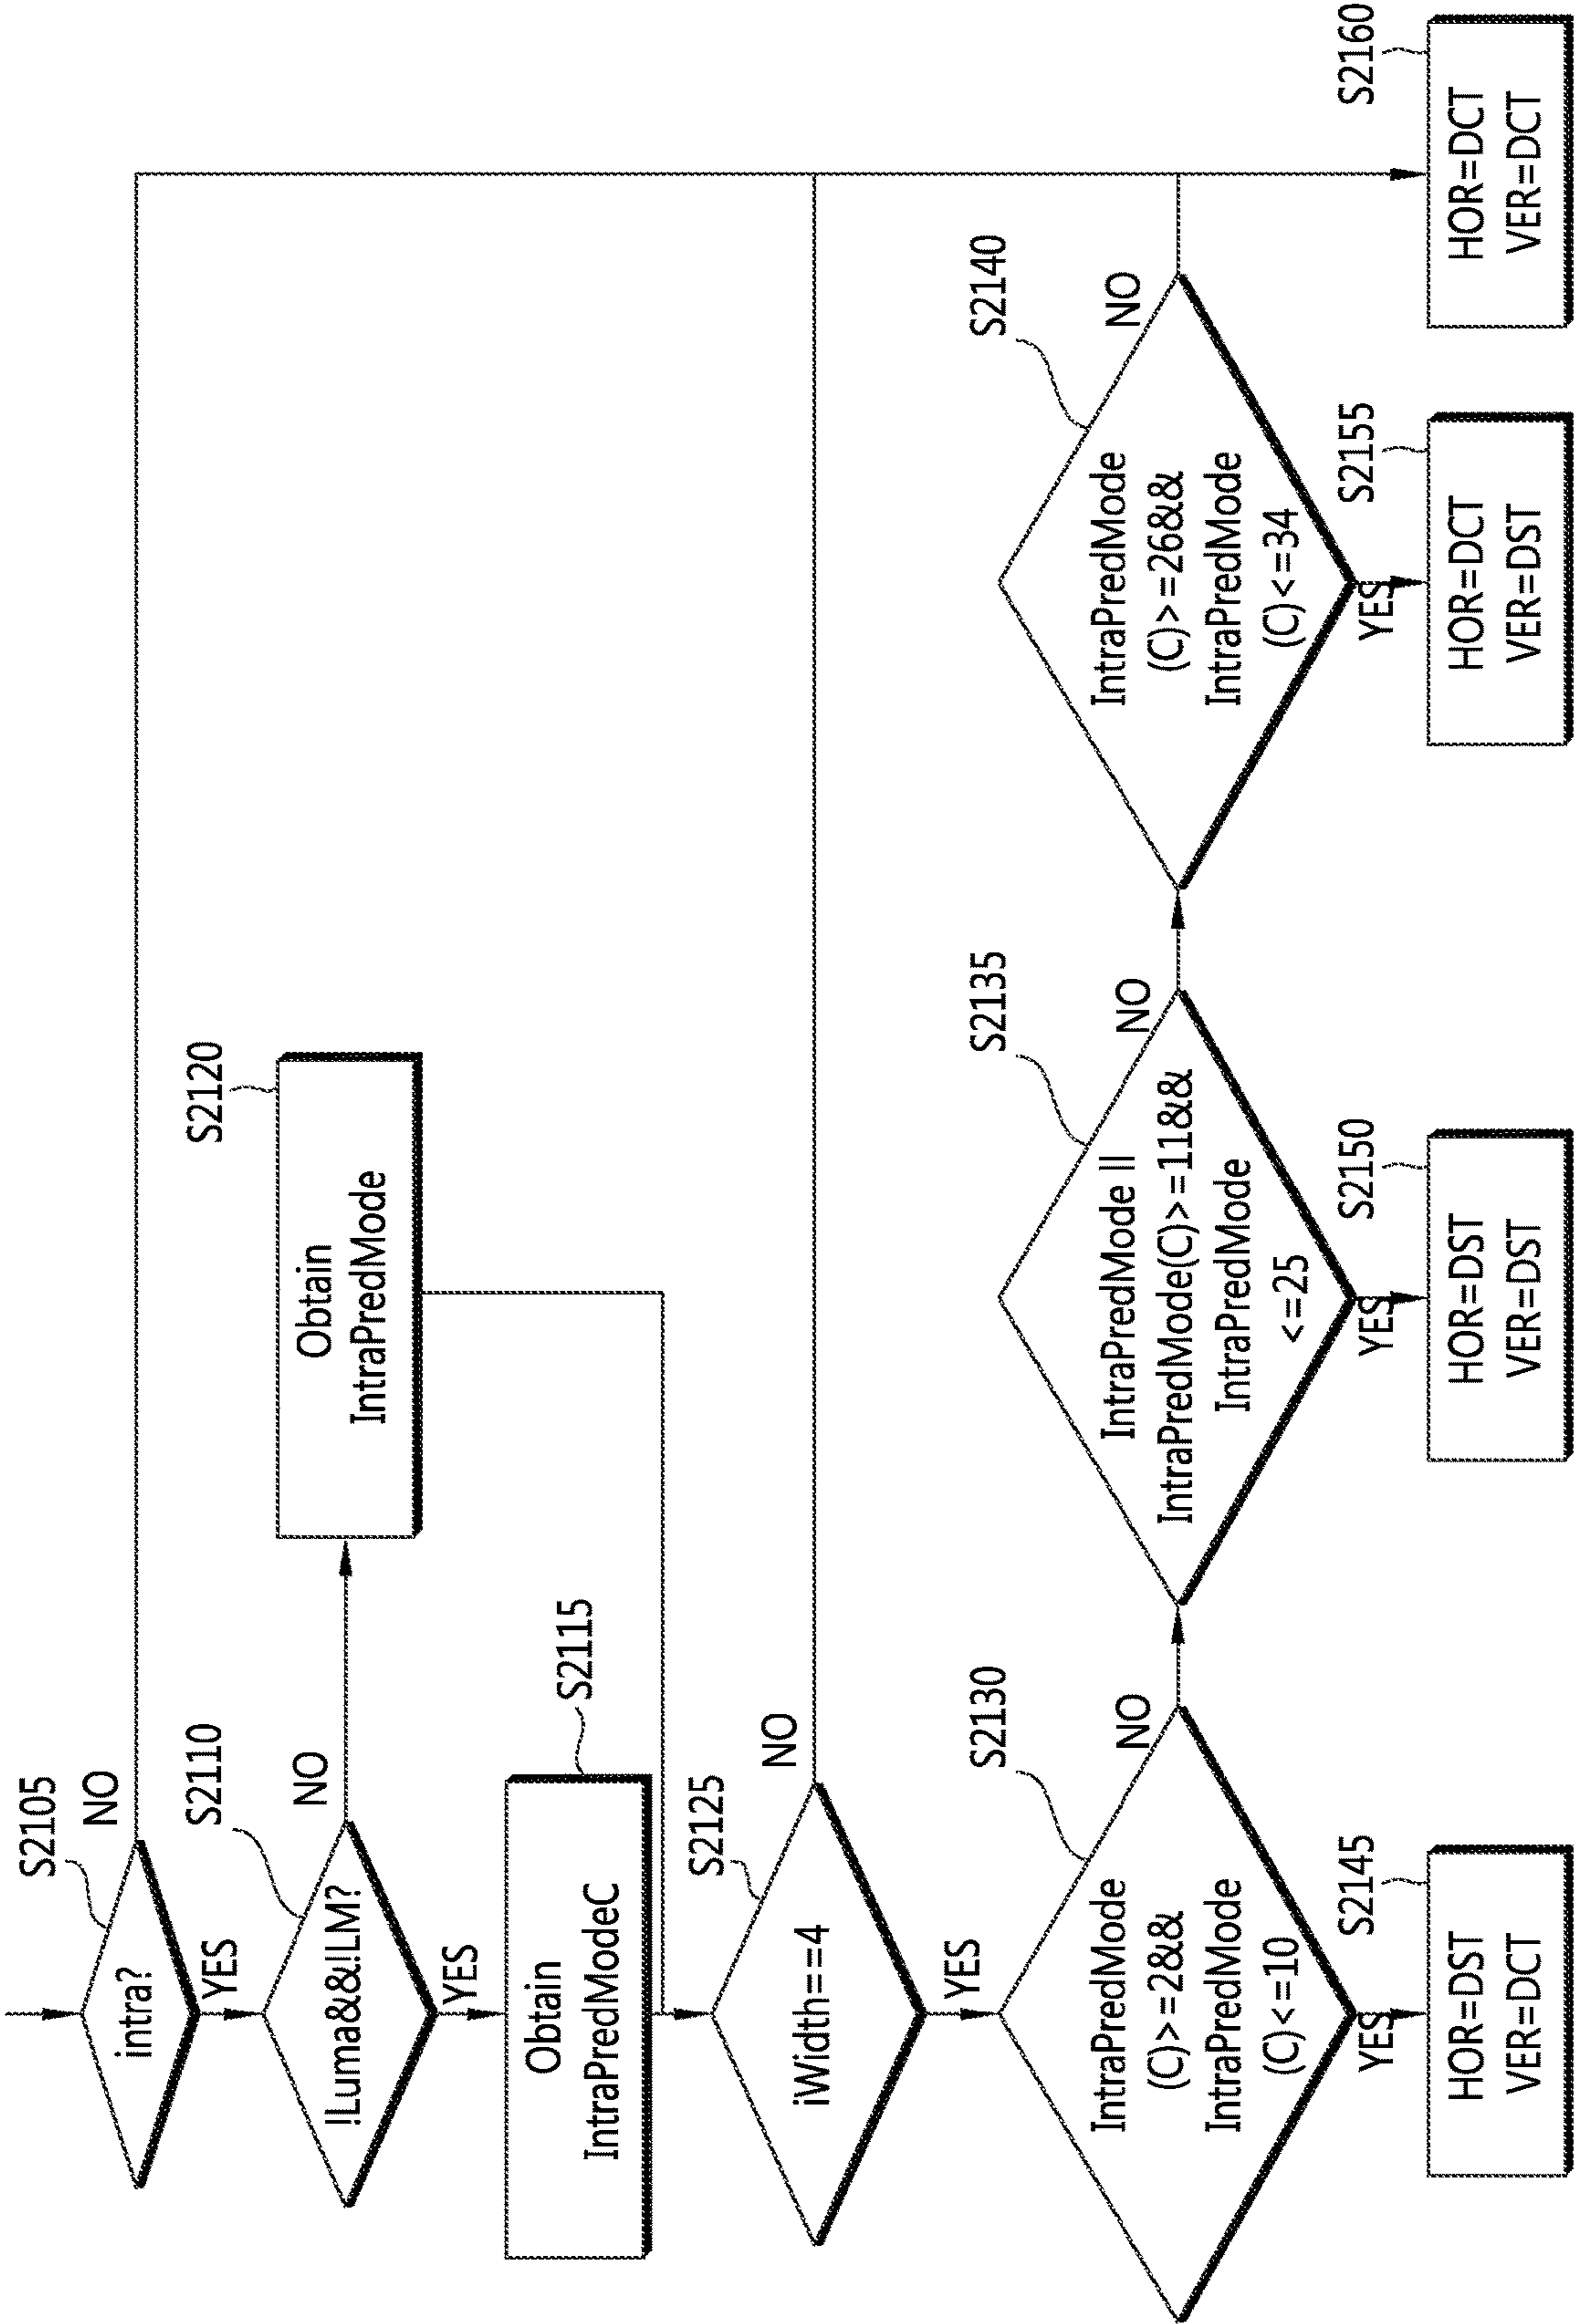 S2105
intra?
NO
YES
S2110
!Luma&&!LM?
NO
YES
S2120
Obtain
IntraPredMode
S2115
Obtain
IntraPredModeC
S2125
iWidth==4
NO
YES
S2130
IntraPredMode
(C)>=2&&
IntraPredMode
(C)<=10
NO
YES
S2135
IntraPredMode ||
IntraPredMode(C)>=11&&
IntraPredMode
<=25
NO
YES
S2140
IntraPredMode
(C)>=26&&
IntraPredMode
(C)<=34
NO
YES
S2145
HOR=DST
VER=DCT
S2150
HOR=DST
VER=DST
S2155
HOR=DCT
VER=DST
S2160
HOR=DCT
VER=DCT